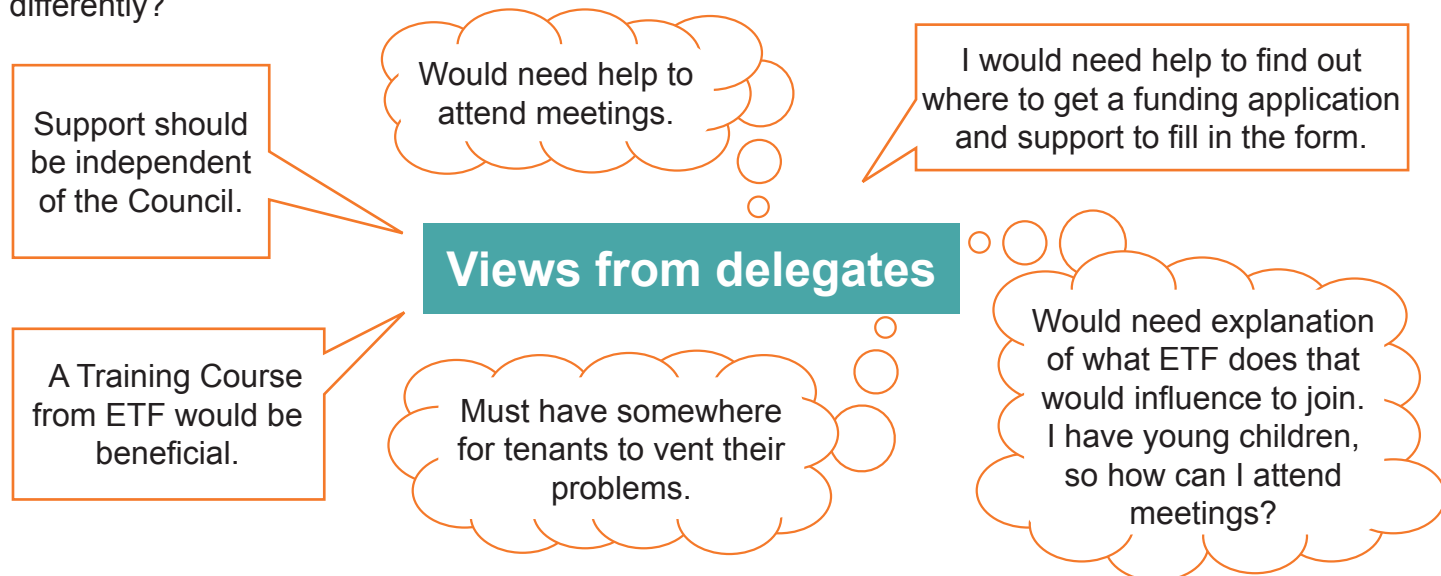 differently?
Would need help to
attend meetings.
I would need help to find out
where to get a funding application
and support to fill in the form.
Support should
be independent
of the Council.
Views from delegates
A Training Course
from ETF would be
beneficial.
Must have somewhere
for tenants to vent their
problems.
Would need explanation
of what ETF does that
would influence to join.
I have young children,
so how can I attend
meetings?